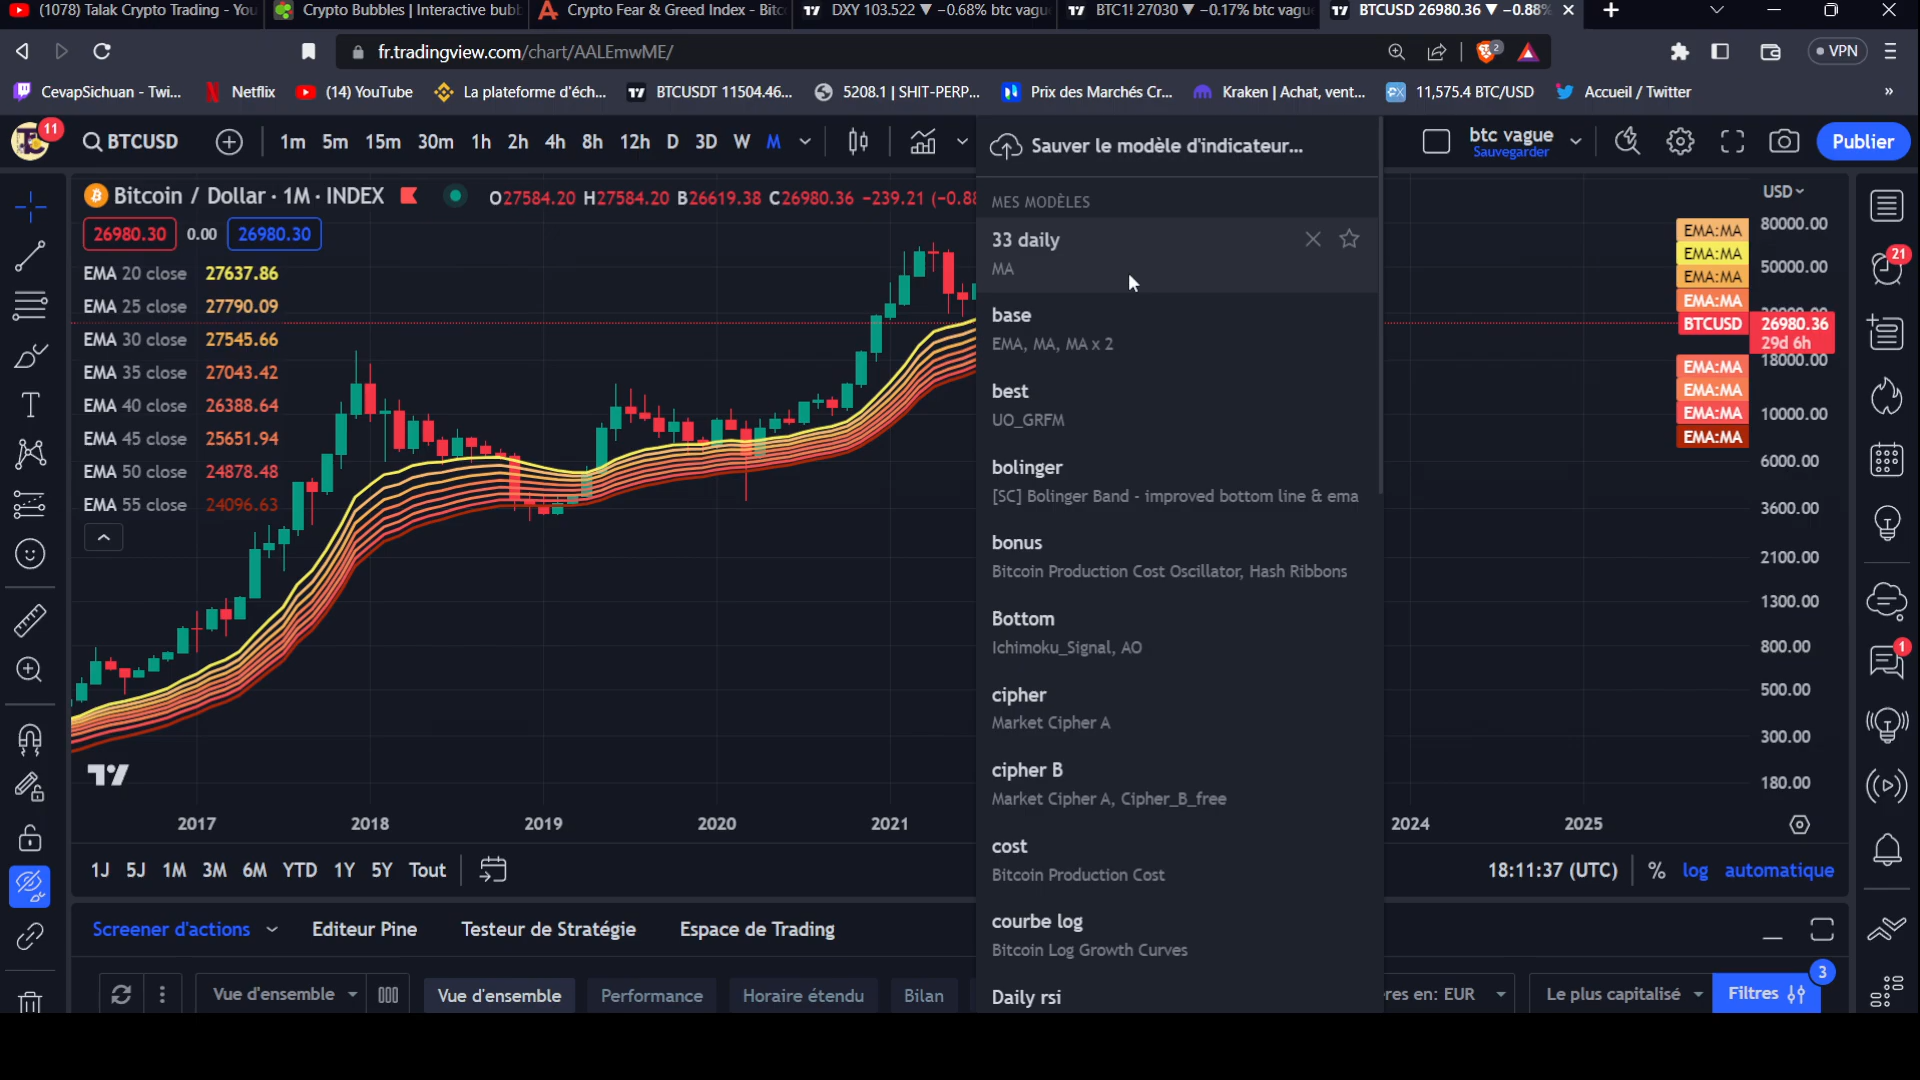 (1078) Talak Crypto Trading - You
Crypto Bubbles | Interactive bubb
Crypto Fear & Greed Index - Bitc
DXY 103.522 ▼ −0.68% btc vagu
BTC1! 27030 ▼ −0.17% btc vagu
BTCUSD 26980.36 ▼ −0.88%
fr.tradingview.com/chart/AALEmwME/
2
VPN
CevapSichuan - Twi...
Netflix
(14) YouTube
La plateforme d'éch...
BTCUSDT 11504.46...
5208.1 | SHIT-PERP...
Prix des Marchés Cr...
Kraken | Achat, vent...
11,575.4 BTC/USD
Accueil / Twitter
»
11
BTCUSD
1m 5m 15m 30m 1h 2h 4h 8h 12h D 3D W M
Sauver le modèle d'indicateur...
btc vague
Sauvegarder
Publier
Bitcoin / Dollar · 1M · INDEX
O27584.20 H27584.20 B26619.38 C26980.36 −239.21 (−0.88
26980.30 0.00 26980.30
EMA 20 close 27637.86
EMA 25 close 27790.09
EMA 30 close 27545.66
EMA 35 close 27043.42
EMA 40 close 26388.64
EMA 45 close 25651.94
EMA 50 close 24878.48
EMA 55 close 24096.63
MES MODÈLES
33 daily
MA
base
EMA, MA, MA x 2
best
UO_GRFM
bolinger
[SC] Bolinger Band - improved bottom line & ema
bonus
Bitcoin Production Cost Oscillator, Hash Ribbons
Bottom
Ichimoku_Signal, AO
cipher
Market Cipher A
cipher B
Market Cipher A, Cipher_B_free
cost
Bitcoin Production Cost
courbe log
Bitcoin Log Growth Curves
Daily rsi
USD
80000.00
50000.00
18000.00
10000.00
6000.00
3600.00
2100.00
1300.00
800.00
500.00
300.00
180.00
EMA:MA
EMA:MA
EMA:MA
EMA:MA
BTCUSD 26980.36
29d 6h
EMA:MA
EMA:MA
EMA:MA
EMA:MA
21
1
2017 2018 2019 2020 2021 2024 2025
1J 5J 1M 3M 6M YTD 1Y 5Y Tout
18:11:37 (UTC) % log automatique
Screener d'actions Editeur Pine Testeur de Stratégie Espace de Trading
Vue d'ensemble
Vue d'ensemble Performance Horaire étendu Bilan
res en: EUR
Le plus capitalisé
Filtres
3